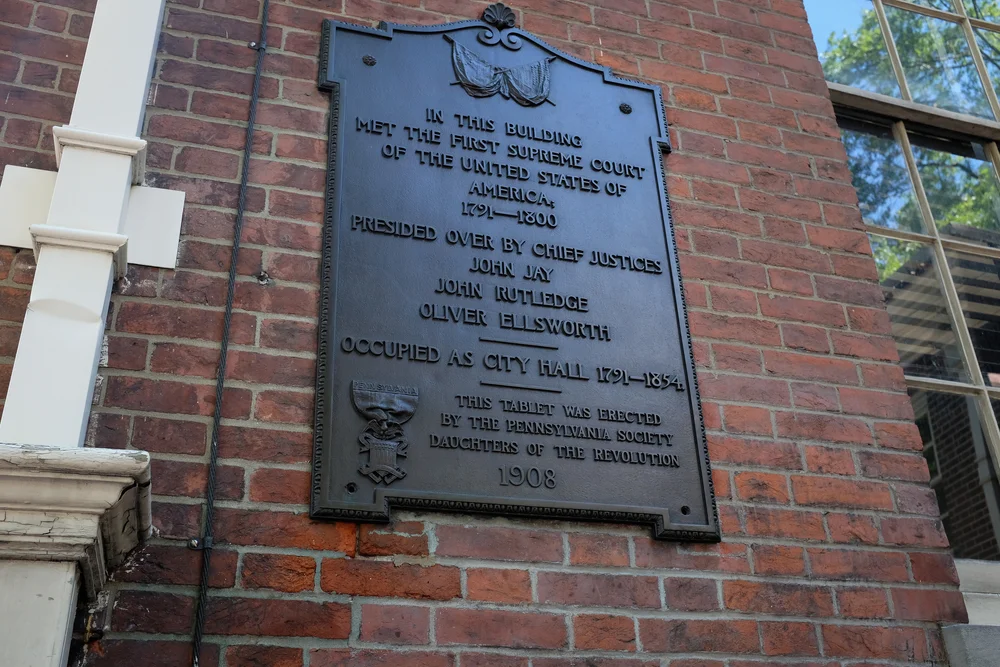 IN THIS BUILDING
MET THE FIRST SUPREME COURT
OF THE UNITED STATES OF
AMERICA,
1791—1800
PRESIDED OVER BY CHIEF JUSTICES
JOHN JAY
JOHN RUTLEDGE
OLIVER ELLSWORTH
OCCUPIED AS CITY HALL 1791—1854.
THIS TABLET WAS ERECTED
BY THE PENNSYLVANIA SOCIETY
DAUGHTERS OF THE REVOLUTION
1908